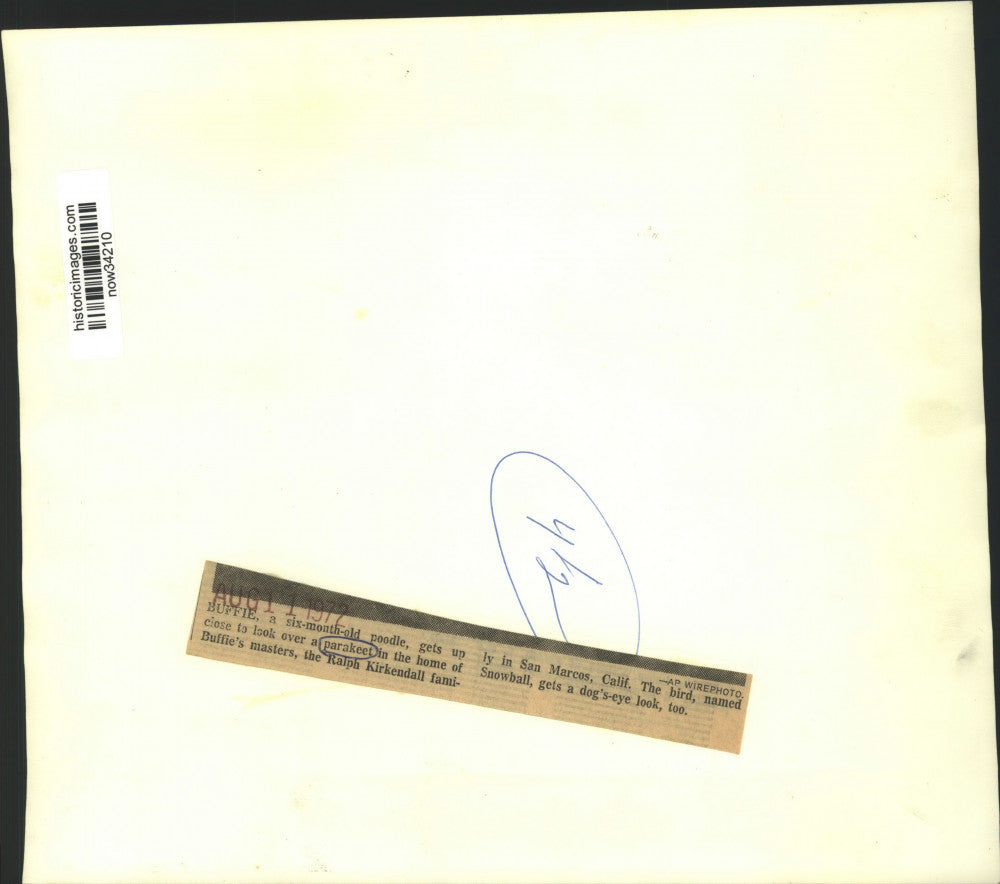 historicimages.com
now34210
AUG 11 1972
BUFFIE, a six-month-old poodle, gets up
close to look over a parakeet in the home of
Buffie's masters, the Ralph Kirkendall fami-
ly in San Marcos, Calif. The bird, named
Snowball, gets a dog's-eye look, too.
—AP WIREPHOTO.